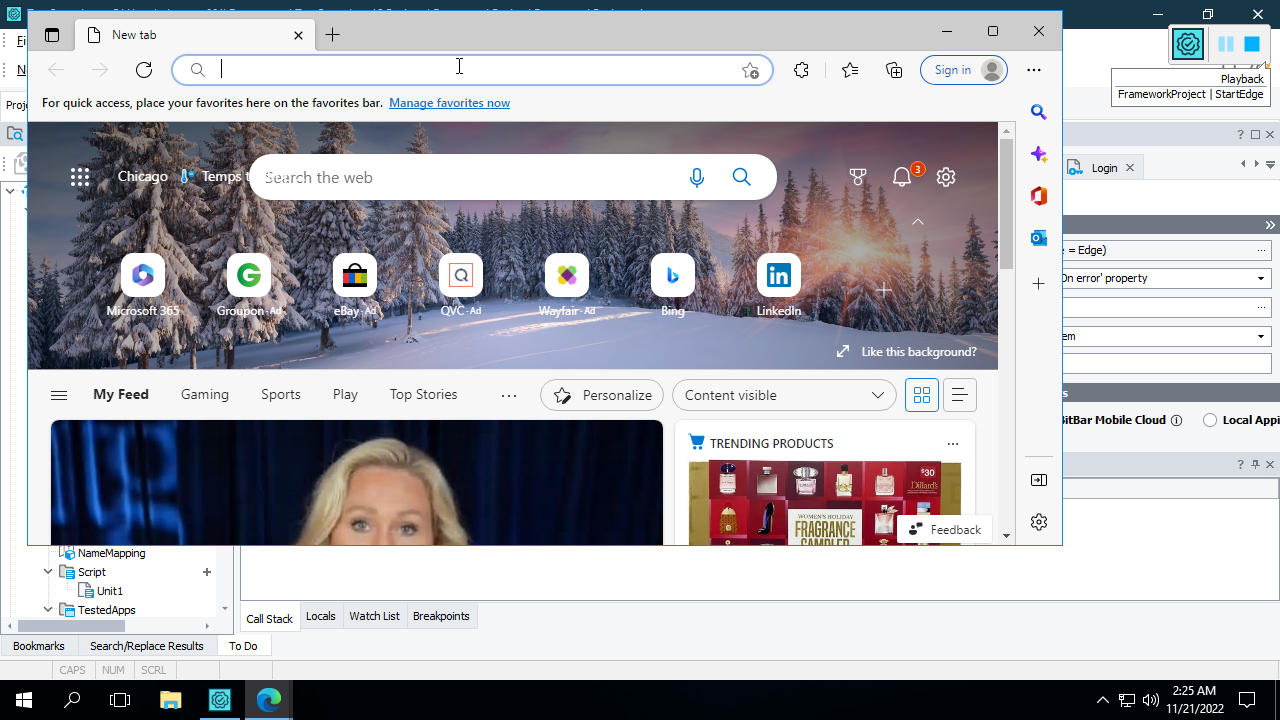 New tab
Sign in
For quick access, place your favorites here on the favorites bar. Manage favorites now
Playback
FrameworkProject | StartEdge
Chicago
Temps t
Search the web
3
Login
= Edge)
On error' property
Microsoft 365
Groupon · Ad
eBay · Ad
QVC · Ad
Wayfair · Ad
Bing
LinkedIn
Like this background?
My Feed
Gaming
Sports
Play
Top Stories
Personalize
Content visible
BitBar Mobile Cloud
Local Appi
TRENDING PRODUCTS
$30
Dillard's
WOMEN'S HOLIDAY
FRAGRANCE
SAMPLER
Feedback
NameMapping
Script
Unit1
TestedApps
Call Stack
Locals
Watch List
Breakpoints
Bookmarks
Search/Replace Results
To Do
CAPS
NUM
SCRL
2:25 AM
11/21/2022